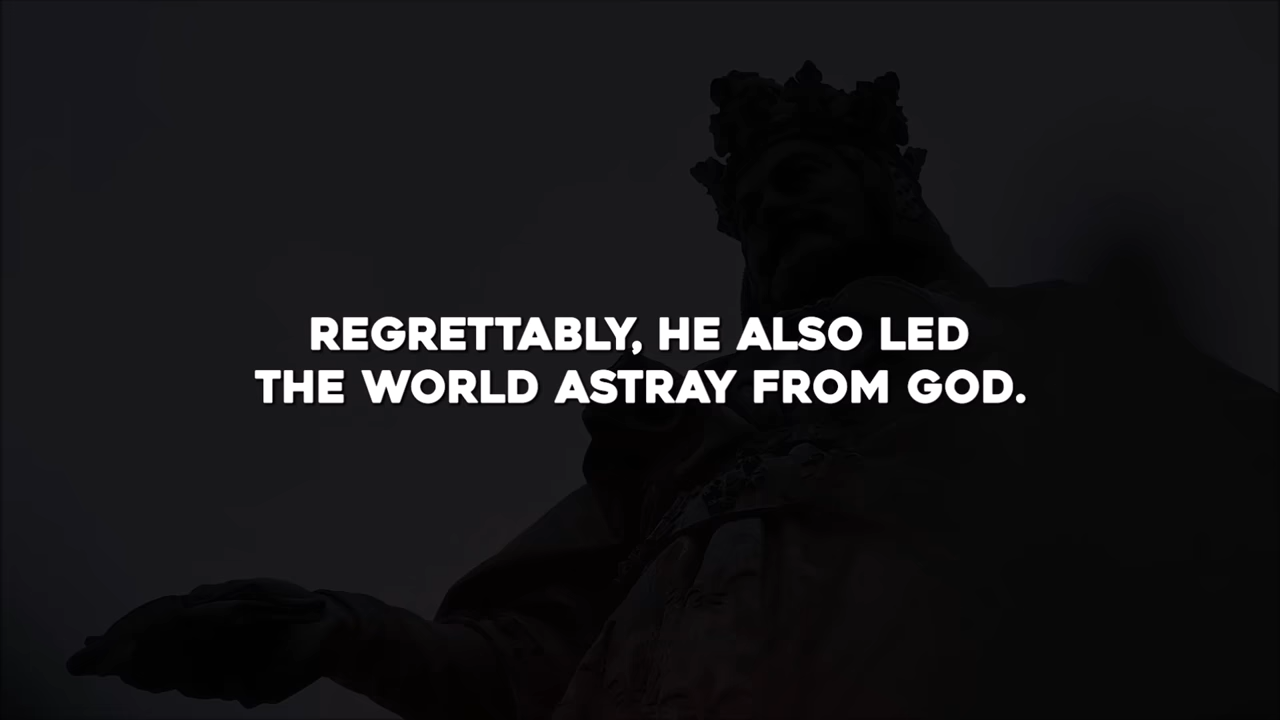 REGRETTABLY, HE ALSO LED
THE WORLD ASTRAY FROM GOD.